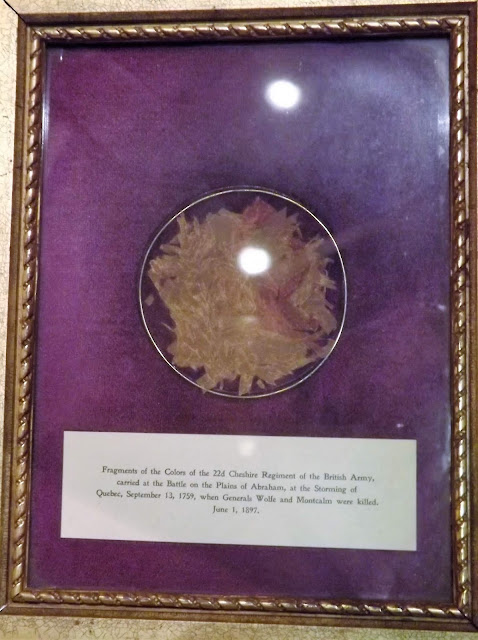 Fragments of the Colors of the 22d Cheshire Regiment of the British Army,
carried at the Battle on the Plains of Abraham, at the Storming of
Quebec, September 13, 1759, when Generals Wolfe and Montcalm were killed.
June 1, 1897.